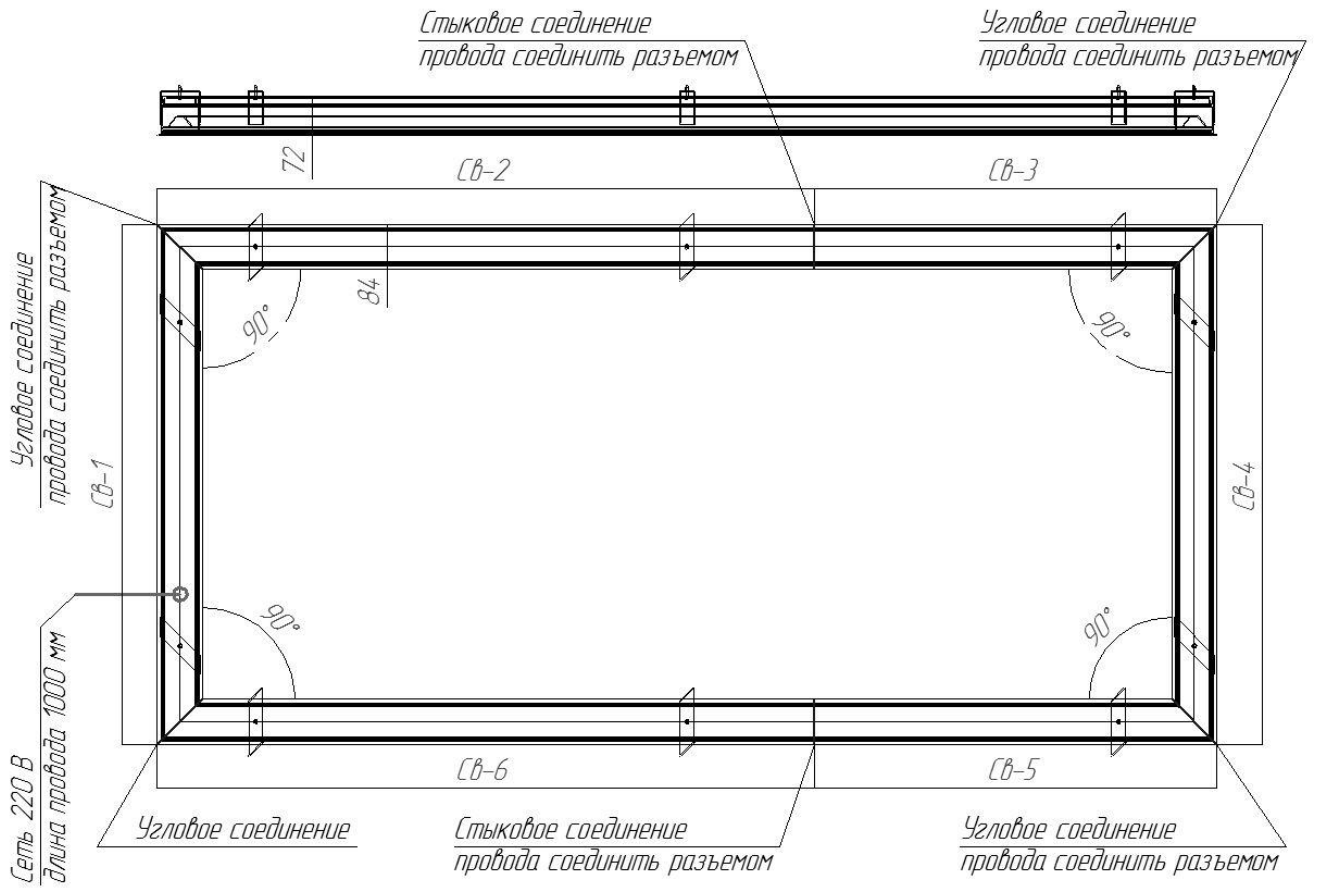 Стыковое соединение
провода соединить разъемом
Угловое соединение
провода соединить разъемом
72
Св-2
Св-3
Угловое соединение
провода соединить разъемом
84
90°
90°
Св-1
Св-4
90°
90°
Сеть 220 В
длина провода 1000 мм
Св-6
Св-5
Угловое соединение
Стыковое соединение
провода соединить разъемом
Угловое соединение
провода соединить разъемом